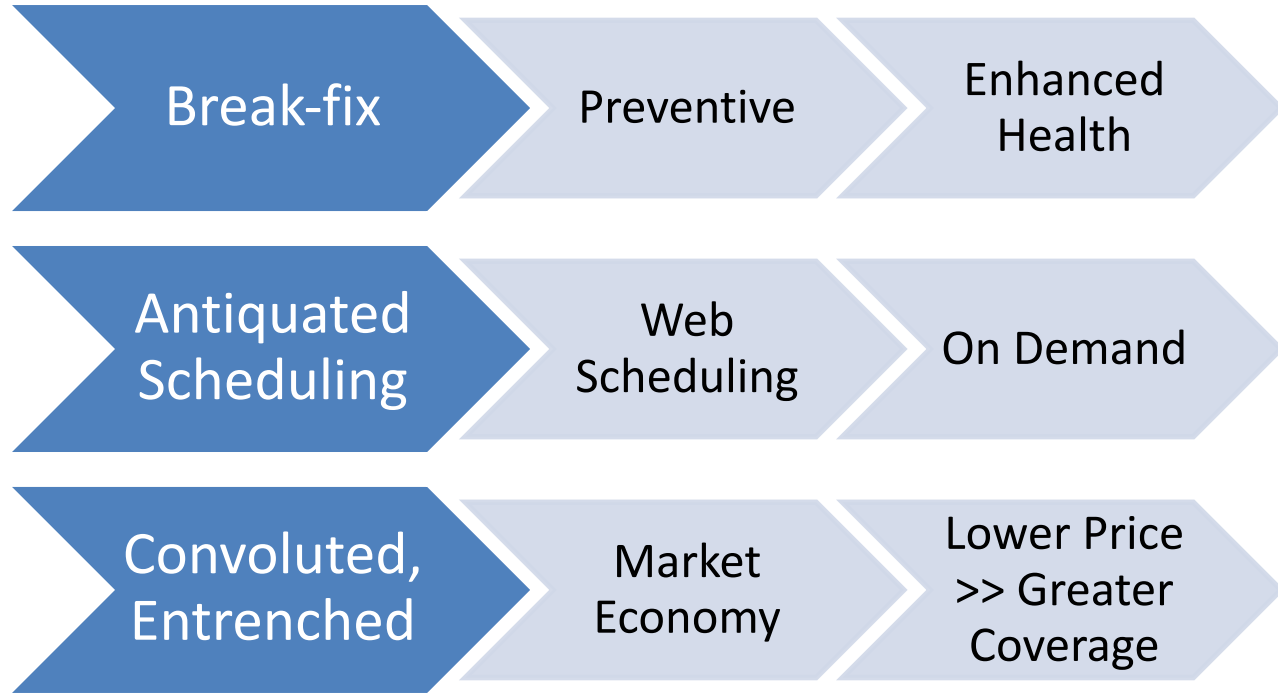 Break-fix
Preventive
Enhanced
Health
Antiquated
Scheduling
Web
Scheduling
On Demand
Convoluted,
Entrenched
Market
Economy
Lower Price
>> Greater
Coverage